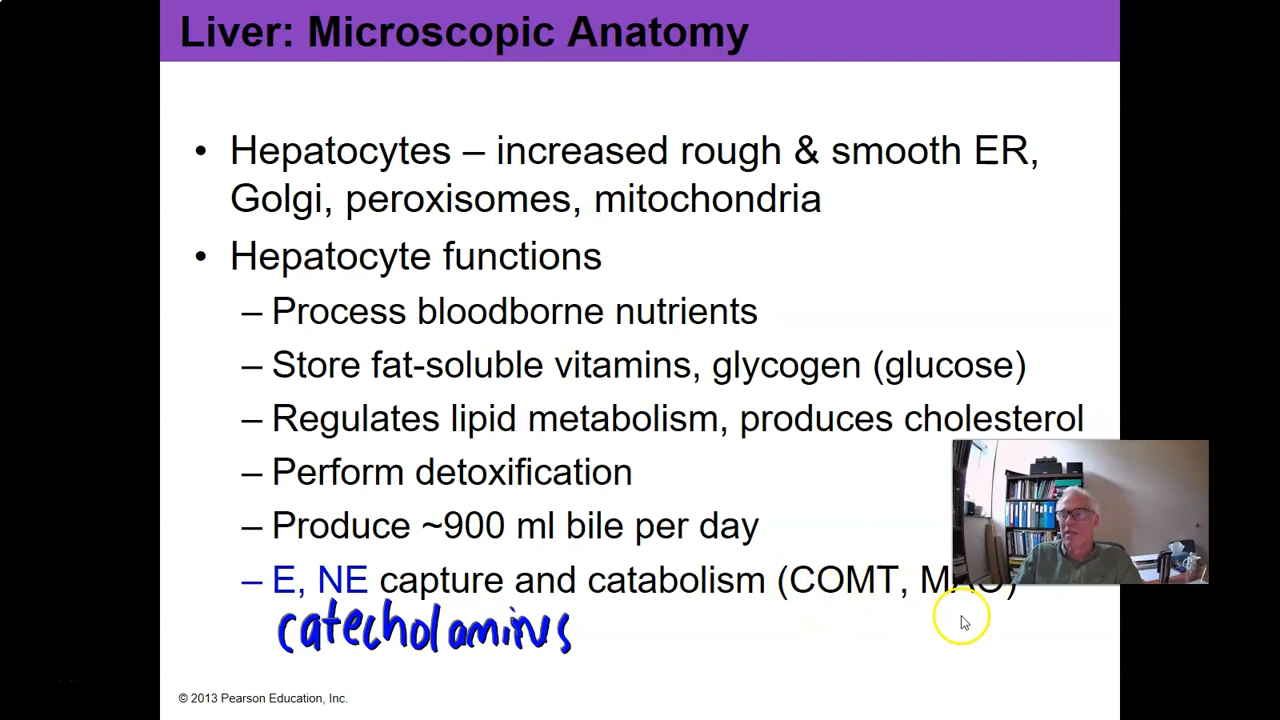 Liver: Microscopic Anatomy
• Hepatocytes – increased rough & smooth ER,
Golgi, peroxisomes, mitochondria
• Hepatocyte functions
– Process bloodborne nutrients
– Store fat-soluble vitamins, glycogen (glucose)
– Regulates lipid metabolism, produces cholesterol
– Perform detoxification
– Produce ~900 ml bile per day
– E, NE capture and catabolism (COMT, MAO)
catecholamines
© 2013 Pearson Education, Inc.